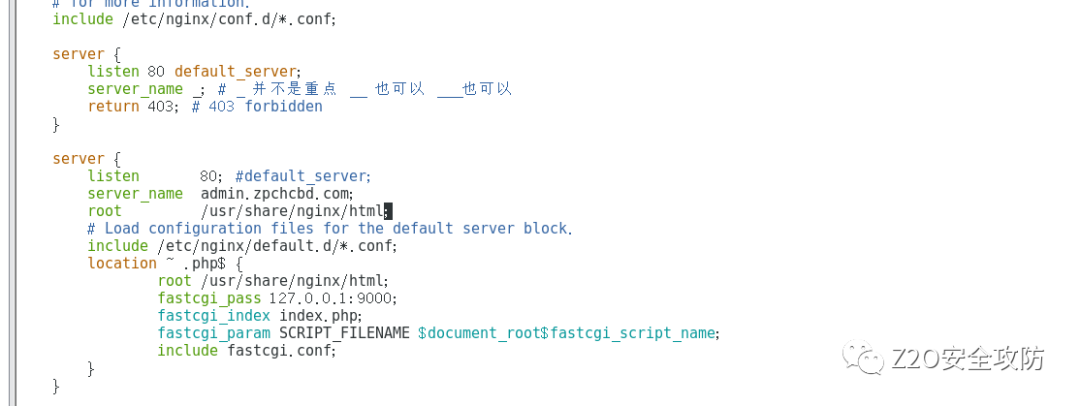 # for more information.
include /etc/nginx/conf.d/*.conf;
server {
listen 80 default_server;
server_name _; # _ 并不是重点 __ 也可以 ___也可以
return 403; # 403 forbidden
}
server {
listen 80; #default_server;
server_name admin.zpchcbd.com;
root /usr/share/nginx/html;
# Load configuration files for the default server block.
include /etc/nginx/default.d/*.conf;
location ~ .php$ {
root /usr/share/nginx/html;
fastcgi_pass 127.0.0.1:9000;
fastcgi_index index.php;
fastcgi_param SCRIPT_FILENAME $document_root$fastcgi_script_name;
include fastcgi.conf;
}
}
Z2O安全攻防